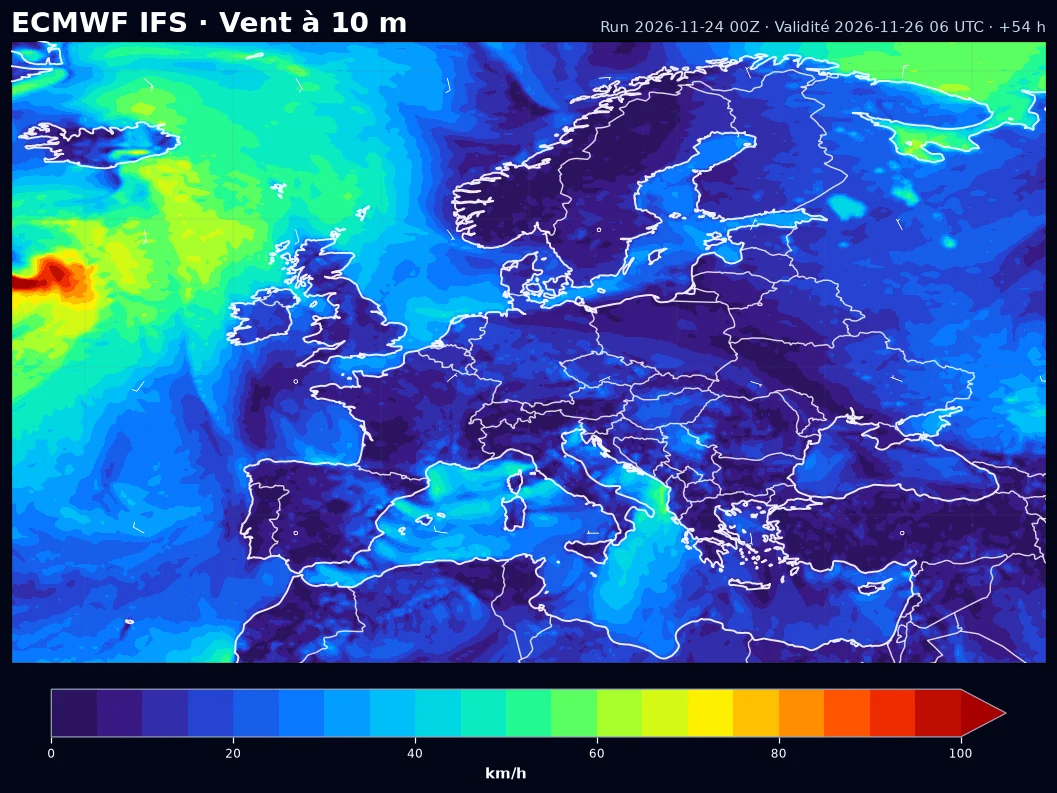 ECMWF IFS · Vent à 10 m
Run 2026-11-24 00Z · Validité 2026-11-26 06 UTC · +54 h
0 20 40 60 80 100
km/h